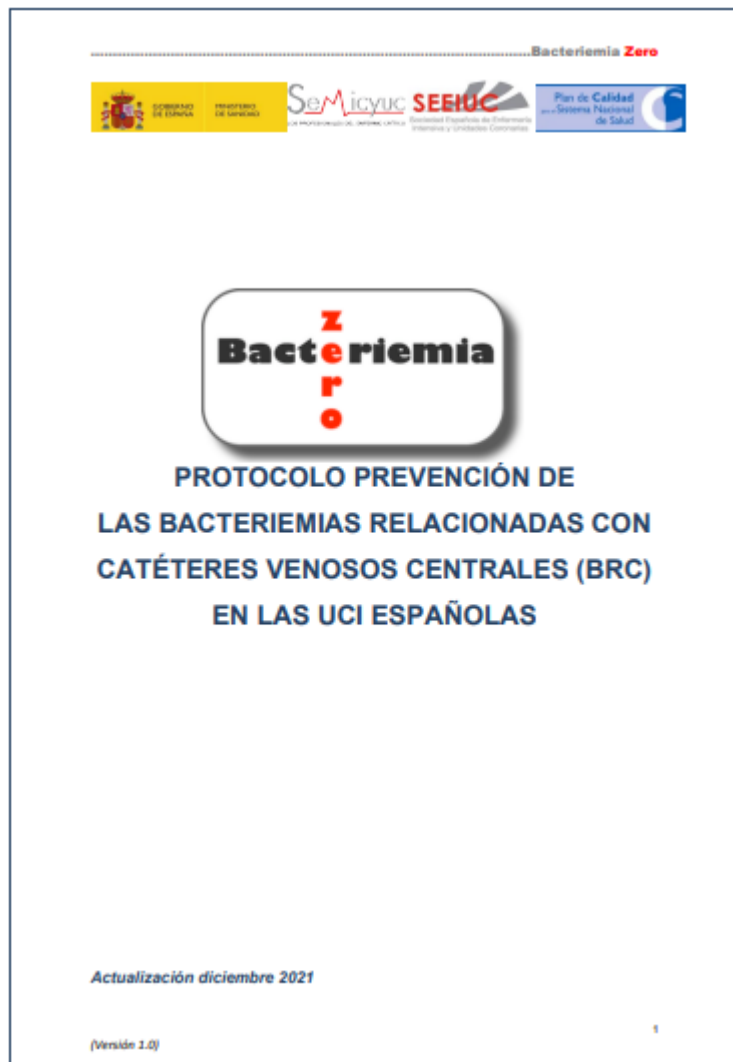 Bacteriemia Zero
GOBIERNO DE ESPAÑA
MINISTERIO DE SANIDAD
SeMicyuc
SEEIUC
Sociedad Española de Enfermería
Intensiva y Unidades Coronarias
Plan de Calidad
para el Sistema Nacional
de Salud
Bacteriemia
zero
PROTOCOLO PREVENCIÓN DE
LAS BACTERIEMIAS RELACIONADAS CON
CATÉTERES VENOSOS CENTRALES (BRC)
EN LAS UCI ESPAÑOLAS
Actualización diciembre 2021
1
(Versión 1.0)